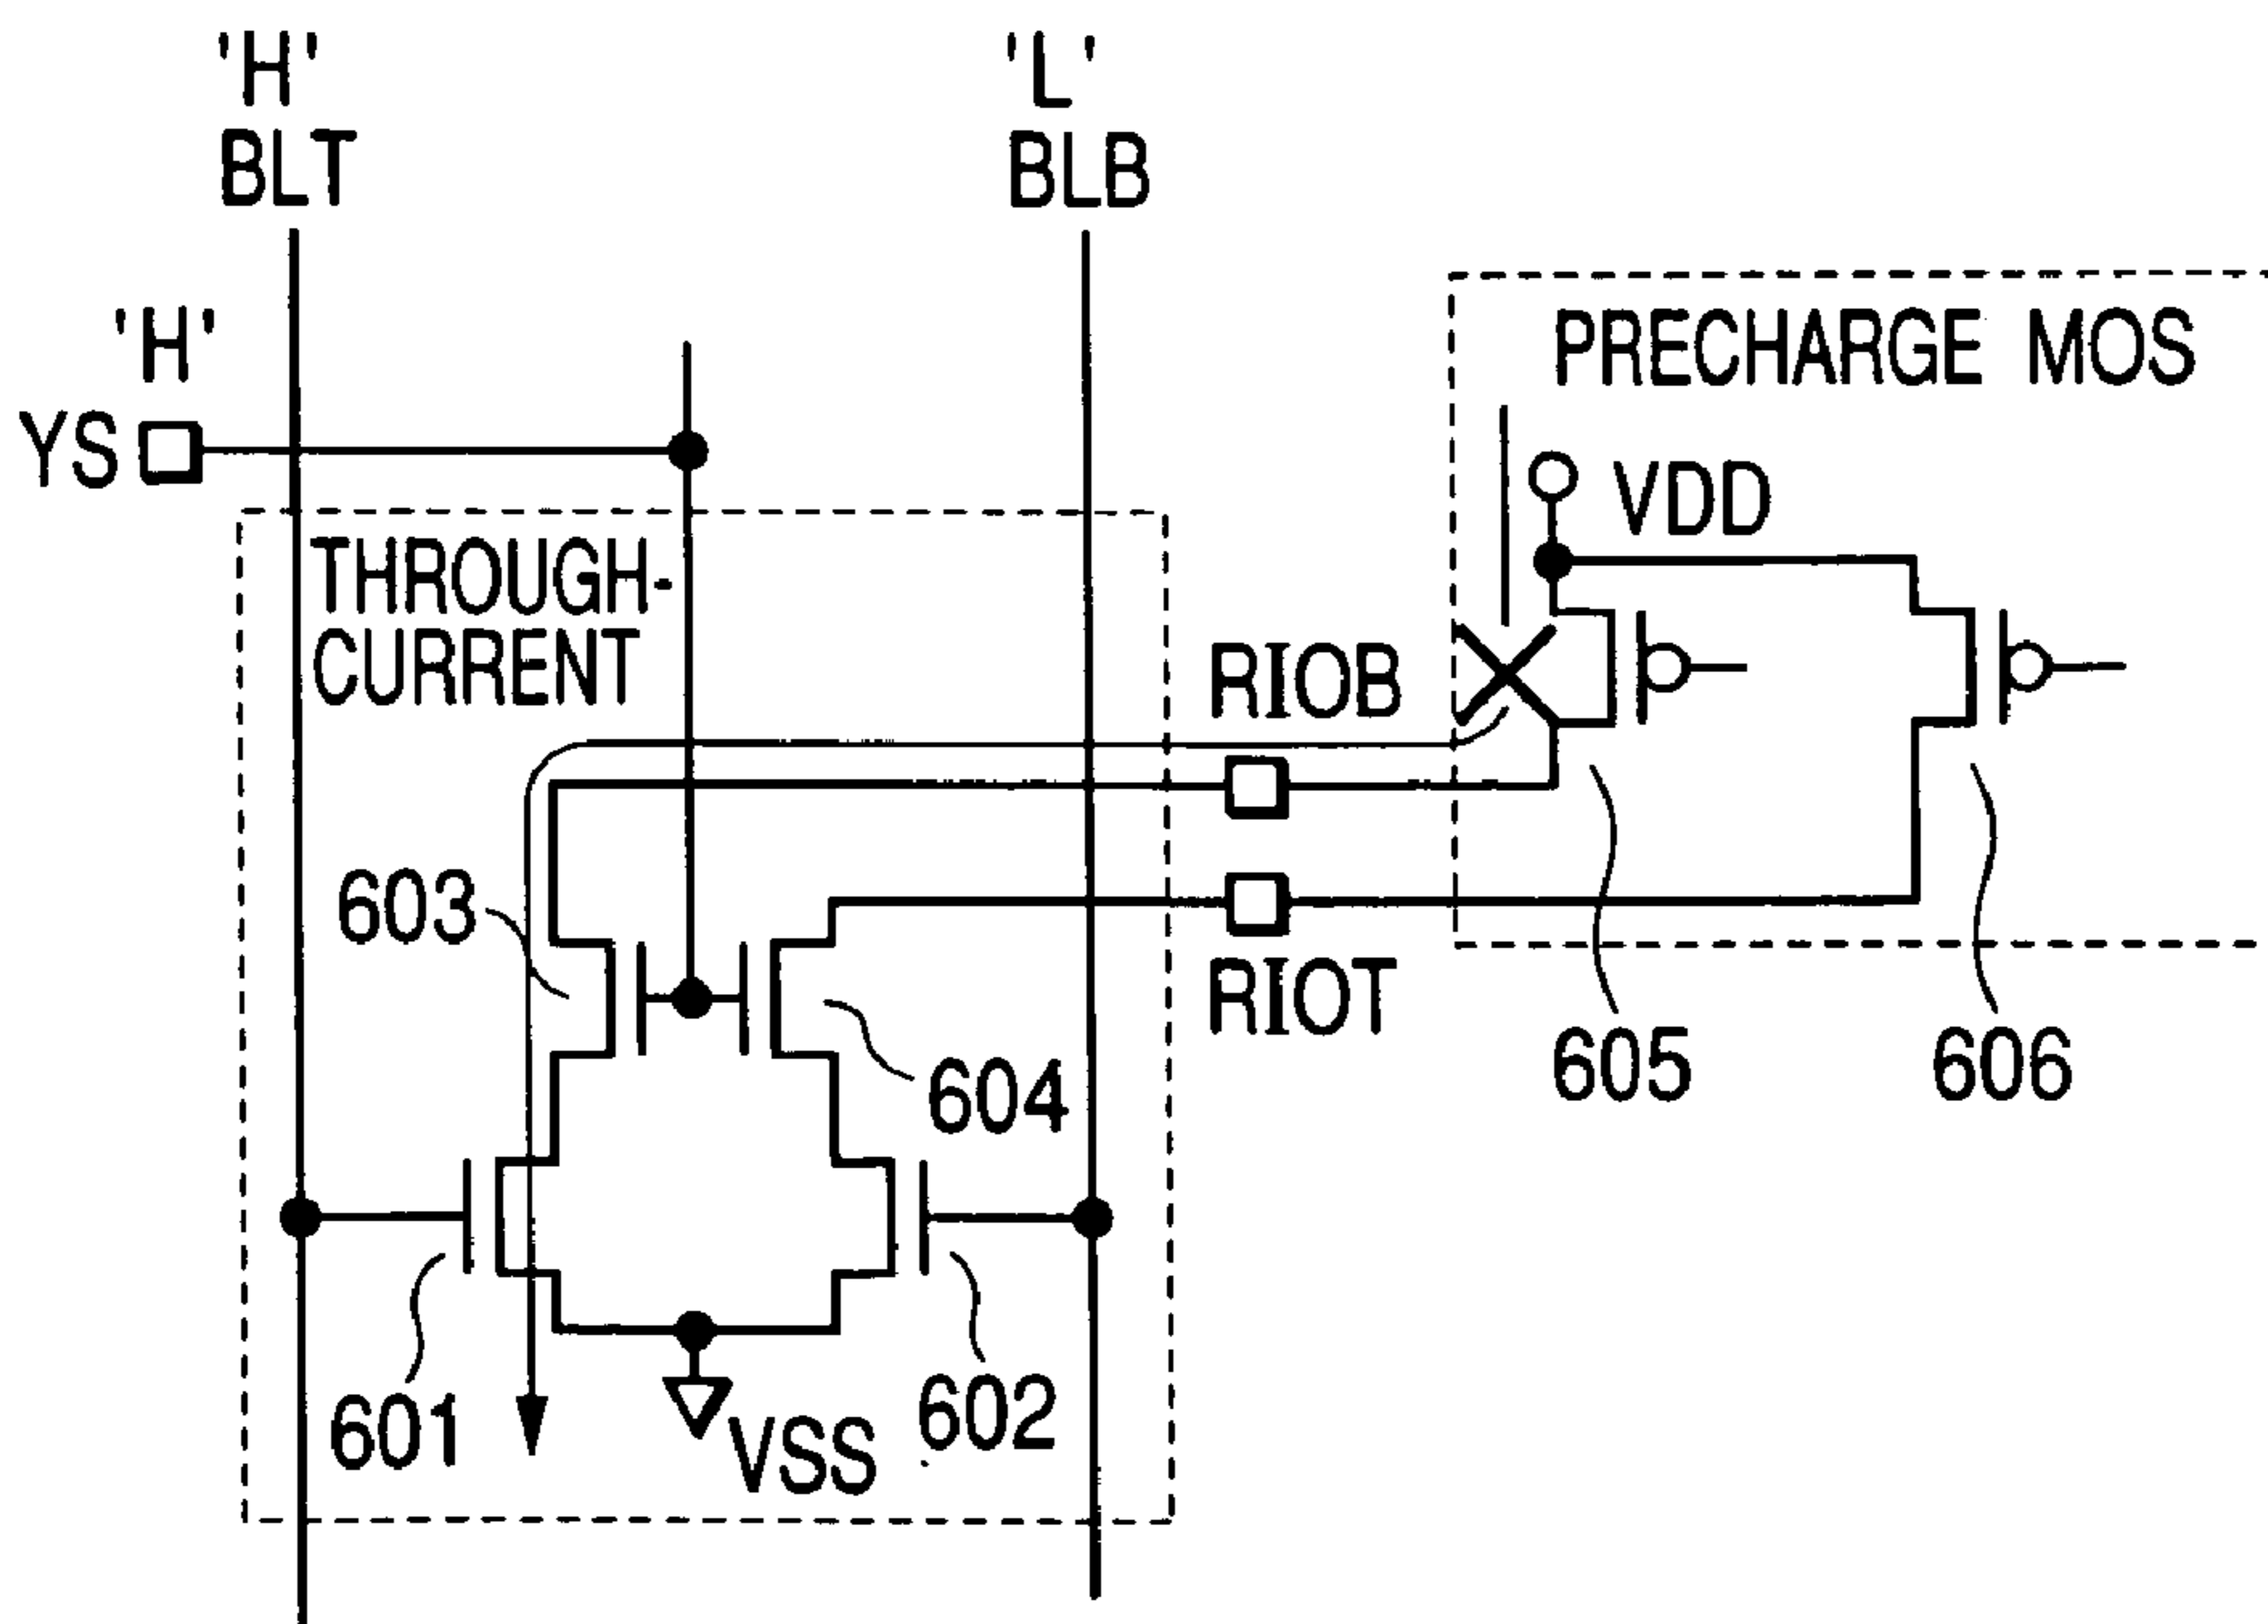 'H'
BLT
'L'
BLB
'H'
YS
PRECHARGE MOS
VDD
THROUGH-
CURRENT
RIOB
603
RIOT
604
605
606
601
602
VSS